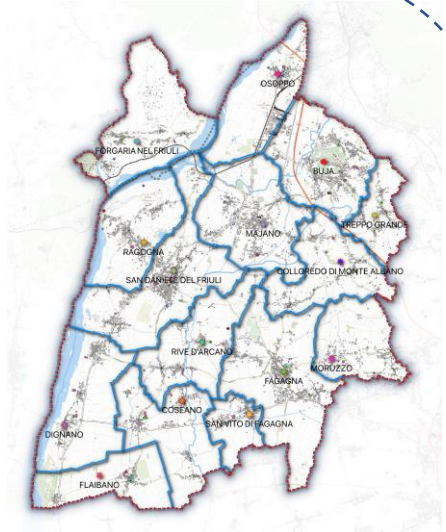 OSOPPO
FORGARIA NEL FRIULI
BUJA
TREPPO GRANDE
MAJANO
RAGOGNA
COLLOREDO DI MONTE ALBANO
SAN DANIELE DEL FRIULI
RIVE D'ARCANO
MORUZZO
FAGAGNA
COSEANO
SAN VITO DI FAGAGNA
DIGNANO
FLAIBANO